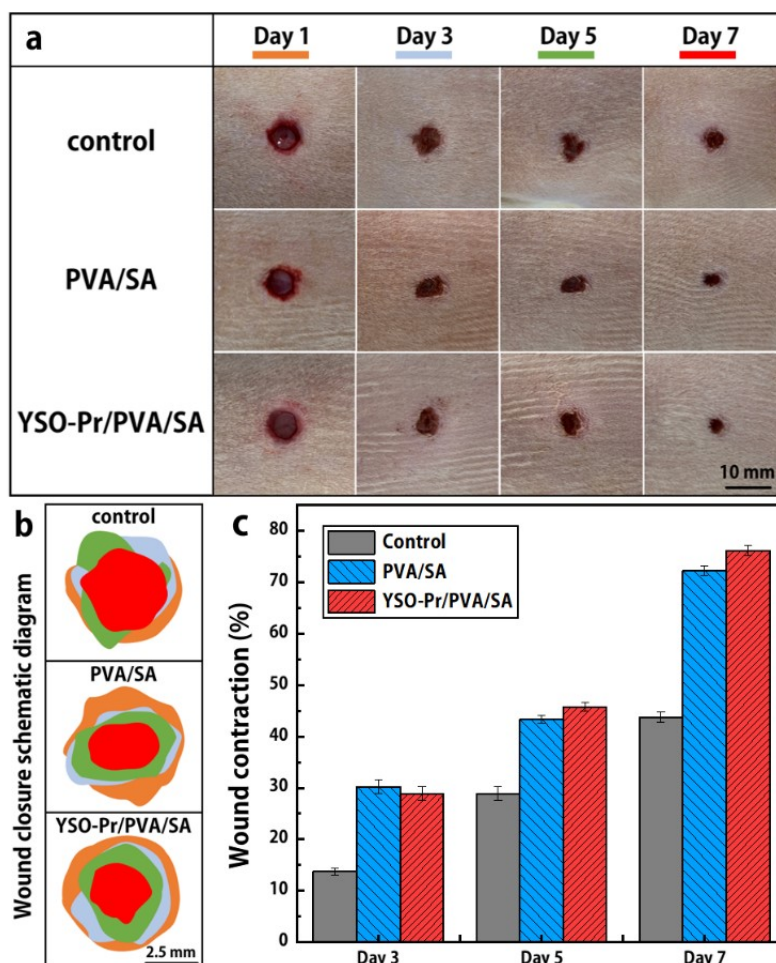 a
Day 1 Day 3 Day 5 Day 7
control
PVA/SA
YSO-Pr/PVA/SA
10 mm
b
Wound closure schematic diagram
control
PVA/SA
YSO-Pr/PVA/SA
2.5 mm
c
Control
PVA/SA
YSO-Pr/PVA/SA
Wound contraction (%)
80
70
60
50
40
30
20
10
0
Day 3 Day 5 Day 7